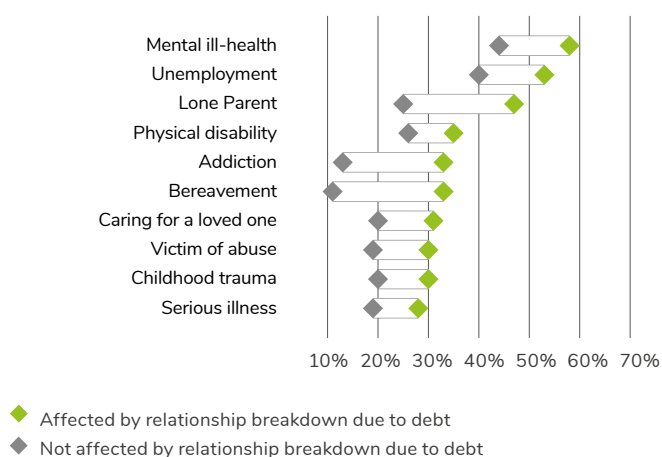 Mental ill-health
Unemployment
Lone Parent
Physical disability
Addiction
Bereavement
Caring for a loved one
Victim of abuse
Childhood trauma
Serious illness
10% 20% 30% 40% 50% 60% 70%
Affected by relationship breakdown due to debt
Not affected by relationship breakdown due to debt